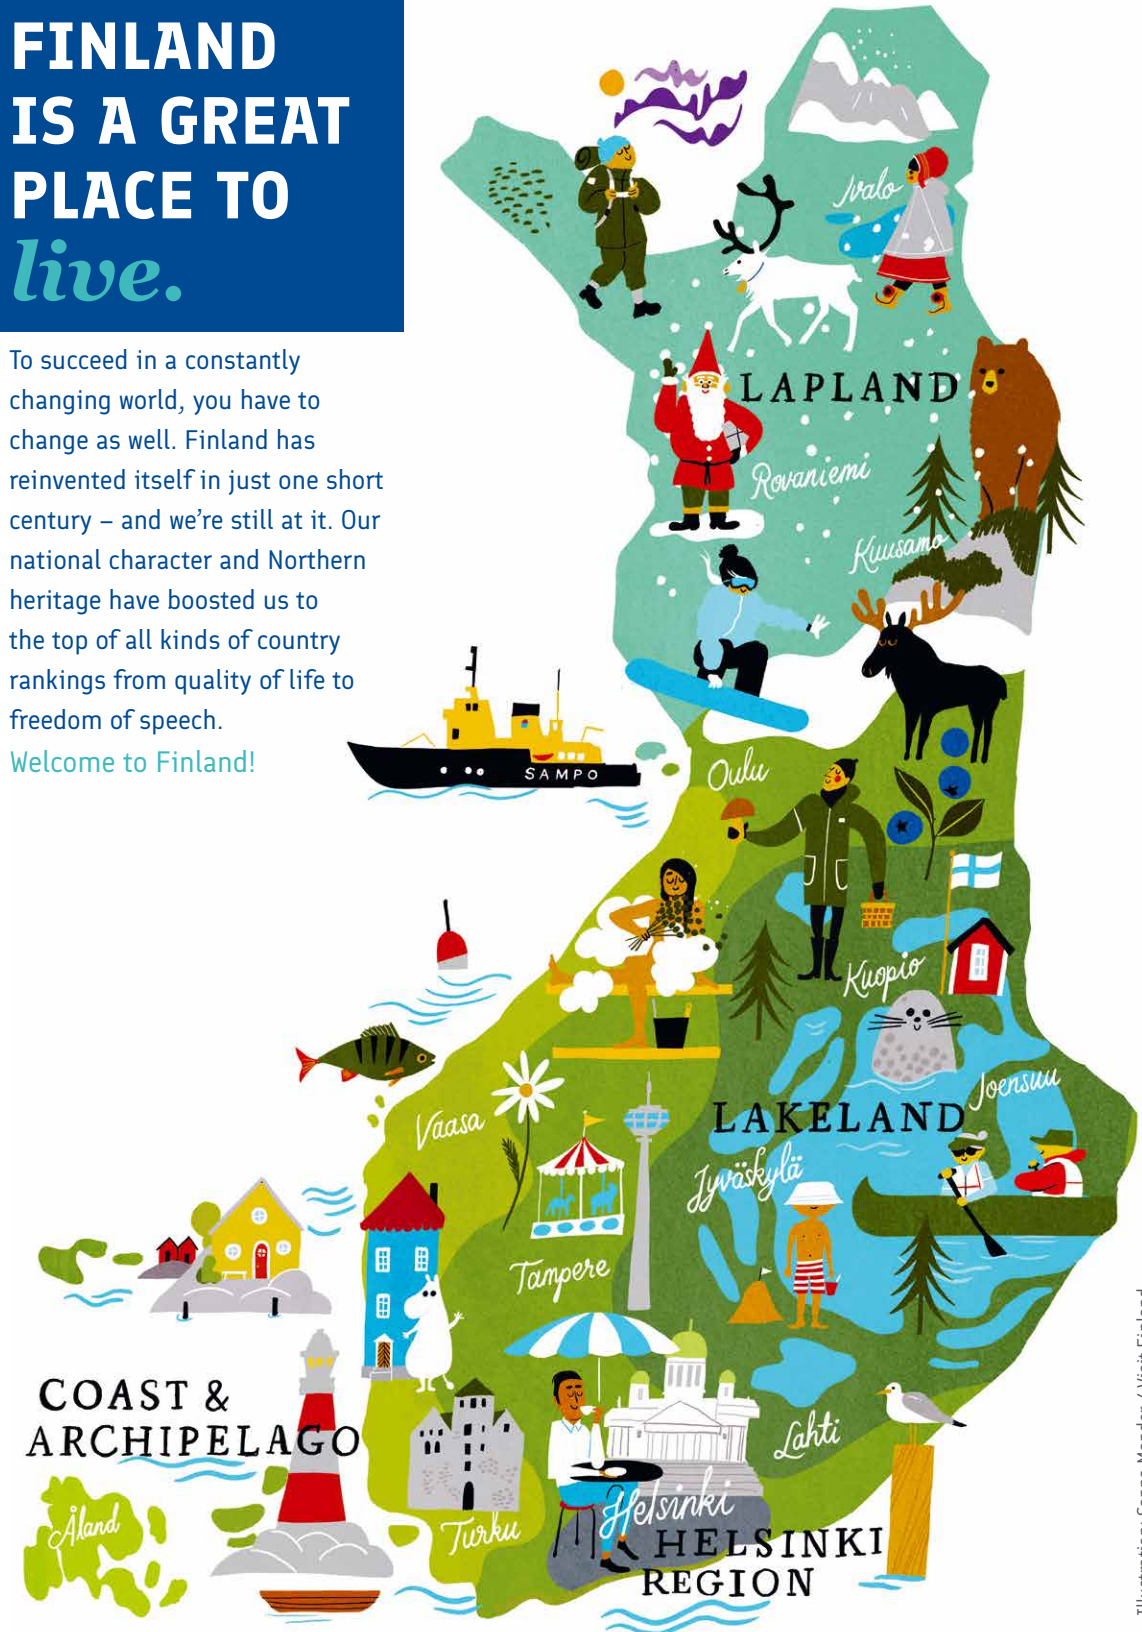 FINLAND
IS A GREAT
PLACE TO
live.
To succeed in a constantly
changing world, you have to
change as well. Finland has
reinvented itself in just one short
century – and we’re still at it. Our
national character and Northern
heritage have boosted us to
the top of all kinds of country
rankings from quality of life to
freedom of speech.
Welcome to Finland!
Ivalo
LAPLAND
Rovaniemi
Kuusamo
SAMPO
Oulu
Kuopio
Joensuu
LAKELAND
Vaasa
Jyväskylä
Tampere
COAST &
ARCHIPELAGO
Lahti
Åland
Turku
Helsinki
HELSINKI
REGION